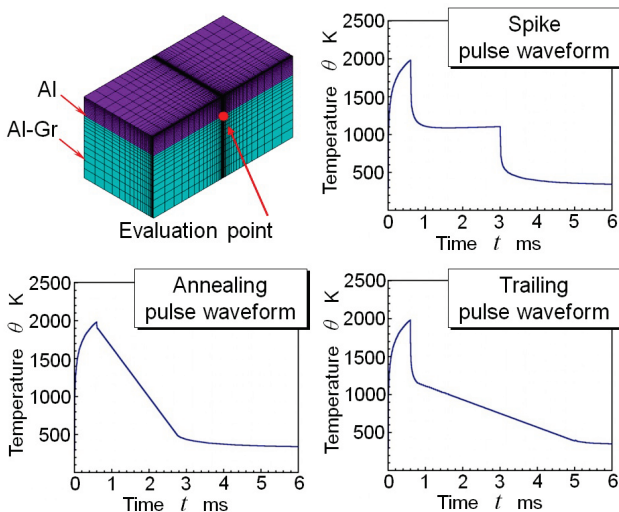 Al
Al-Gr
Evaluation point
Spike
pulse waveform
Temperature θ K
2500
2000
1500
1000
500
0 1 2 3 4 5 6
Time t ms
Annealing
pulse waveform
Temperature θ K
2500
2000
1500
1000
500
0 1 2 3 4 5 6
Time t ms
Trailing
pulse waveform
Temperature θ K
2500
2000
1500
1000
500
0 1 2 3 4 5 6
Time t ms